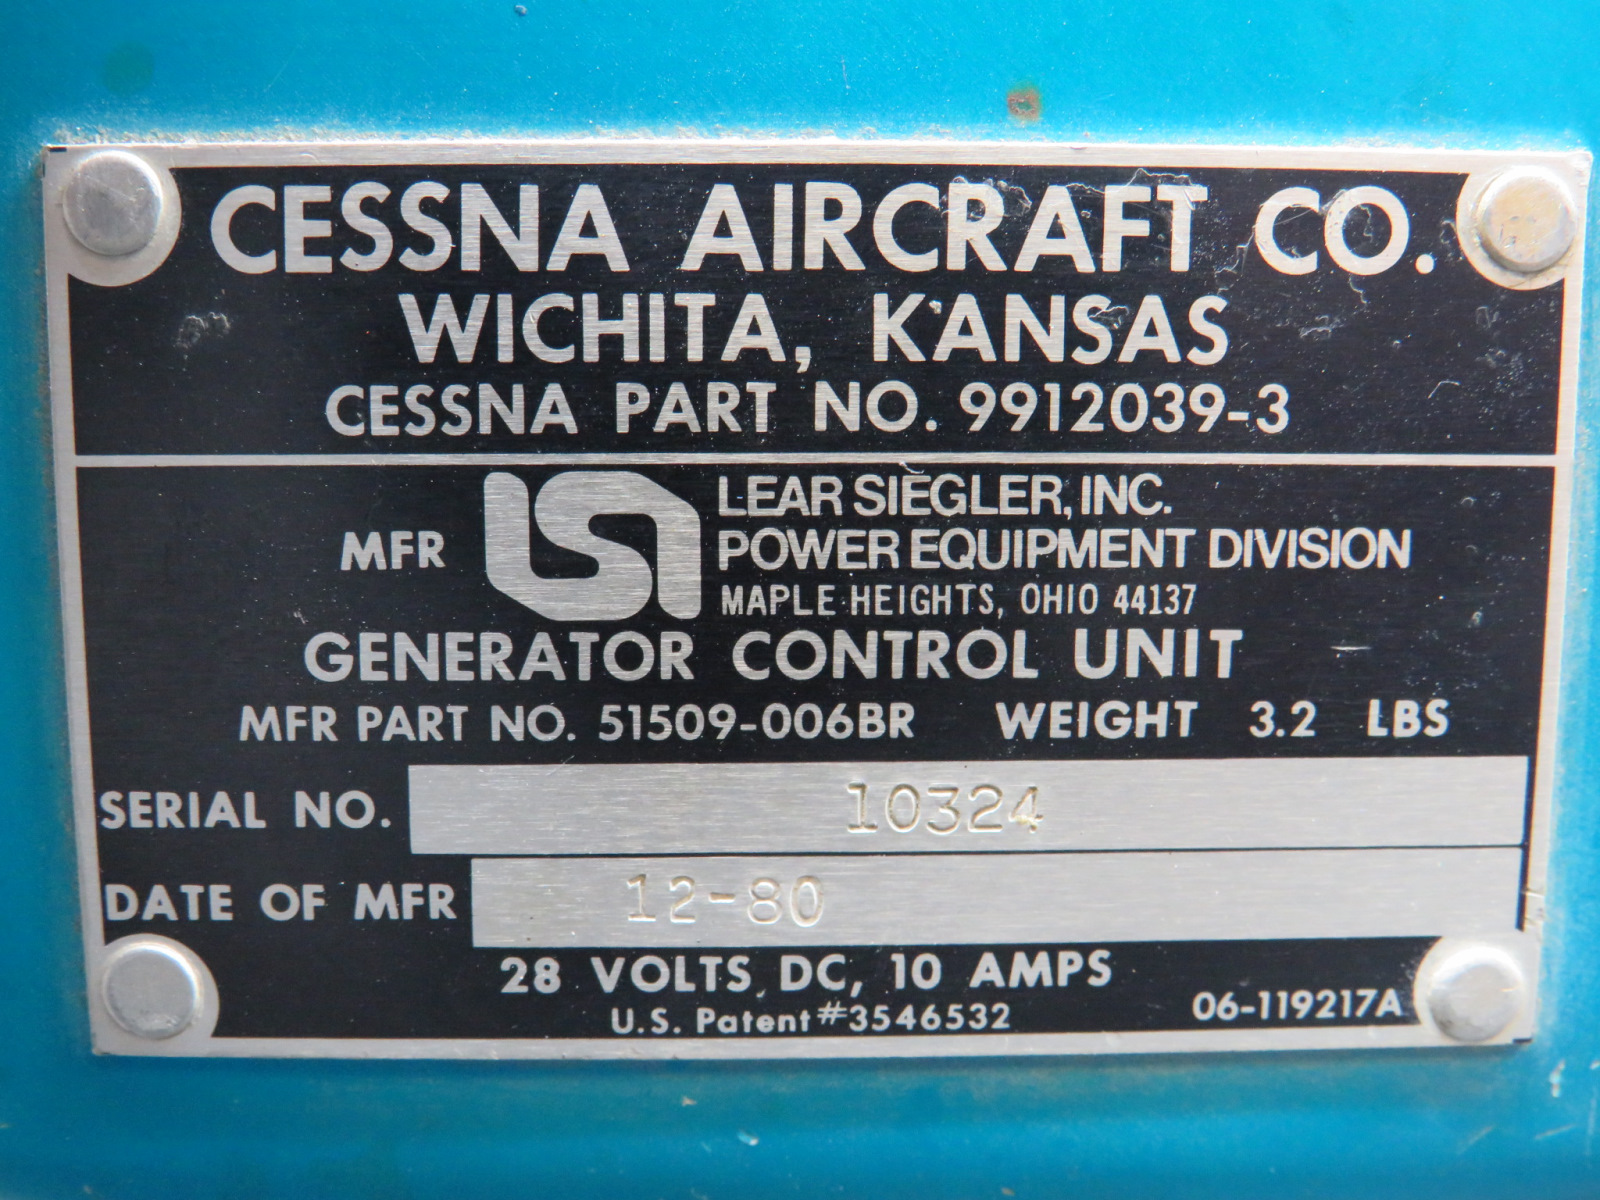 CESSNA AIRCRAFT CO.
WICHITA, KANSAS
CESSNA PART NO. 9912039-3
MFR LSI LEAR SIEGLER, INC.
POWER EQUIPMENT DIVISION
MAPLE HEIGHTS, OHIO 44137
GENERATOR CONTROL UNIT
MFR PART NO. 51509-006BR WEIGHT 3.2 LBS
SERIAL NO. 10324
DATE OF MFR 12-80
28 VOLTS DC, 10 AMPS
U.S. Patent #3546532
06-119217A